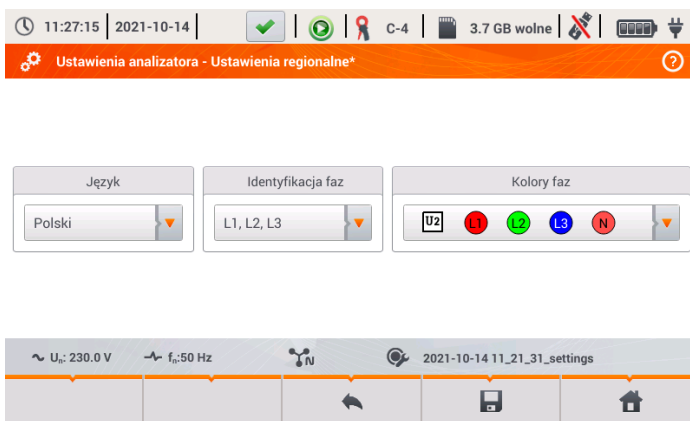 11:27:15 2021-10-14 C-4 3.7 GB wolne
Ustawienia analizatora - Ustawienia regionalne* ?
Język Identyfikacja faz Kolory faz
Polski L1, L2, L3 U2 L1 L2 L3 N
Uₙ: 230.0 V fₙ:50 Hz N 2021-10-14 11_21_31_settings